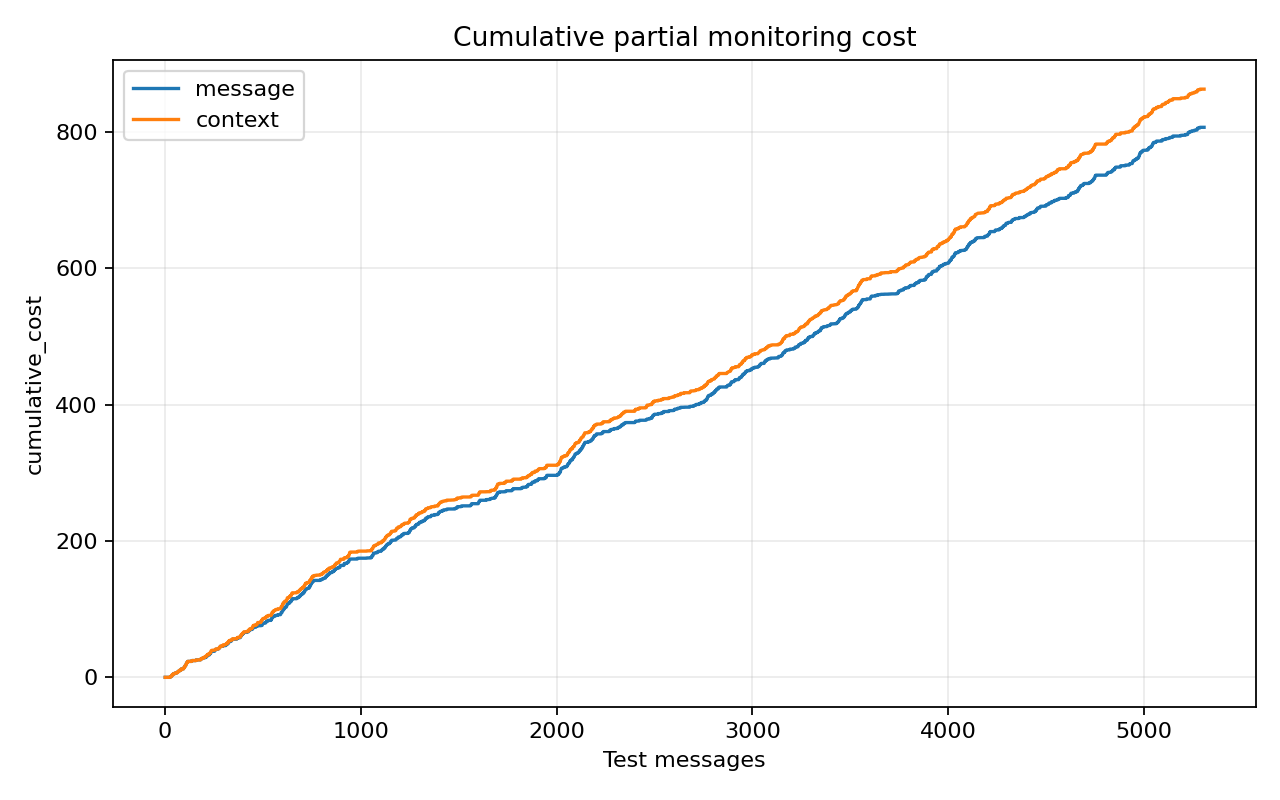 Cumulative partial monitoring cost
message
context
cumulative_cost
800
600
400
200
0
0 1000 2000 3000 4000 5000
Test messages